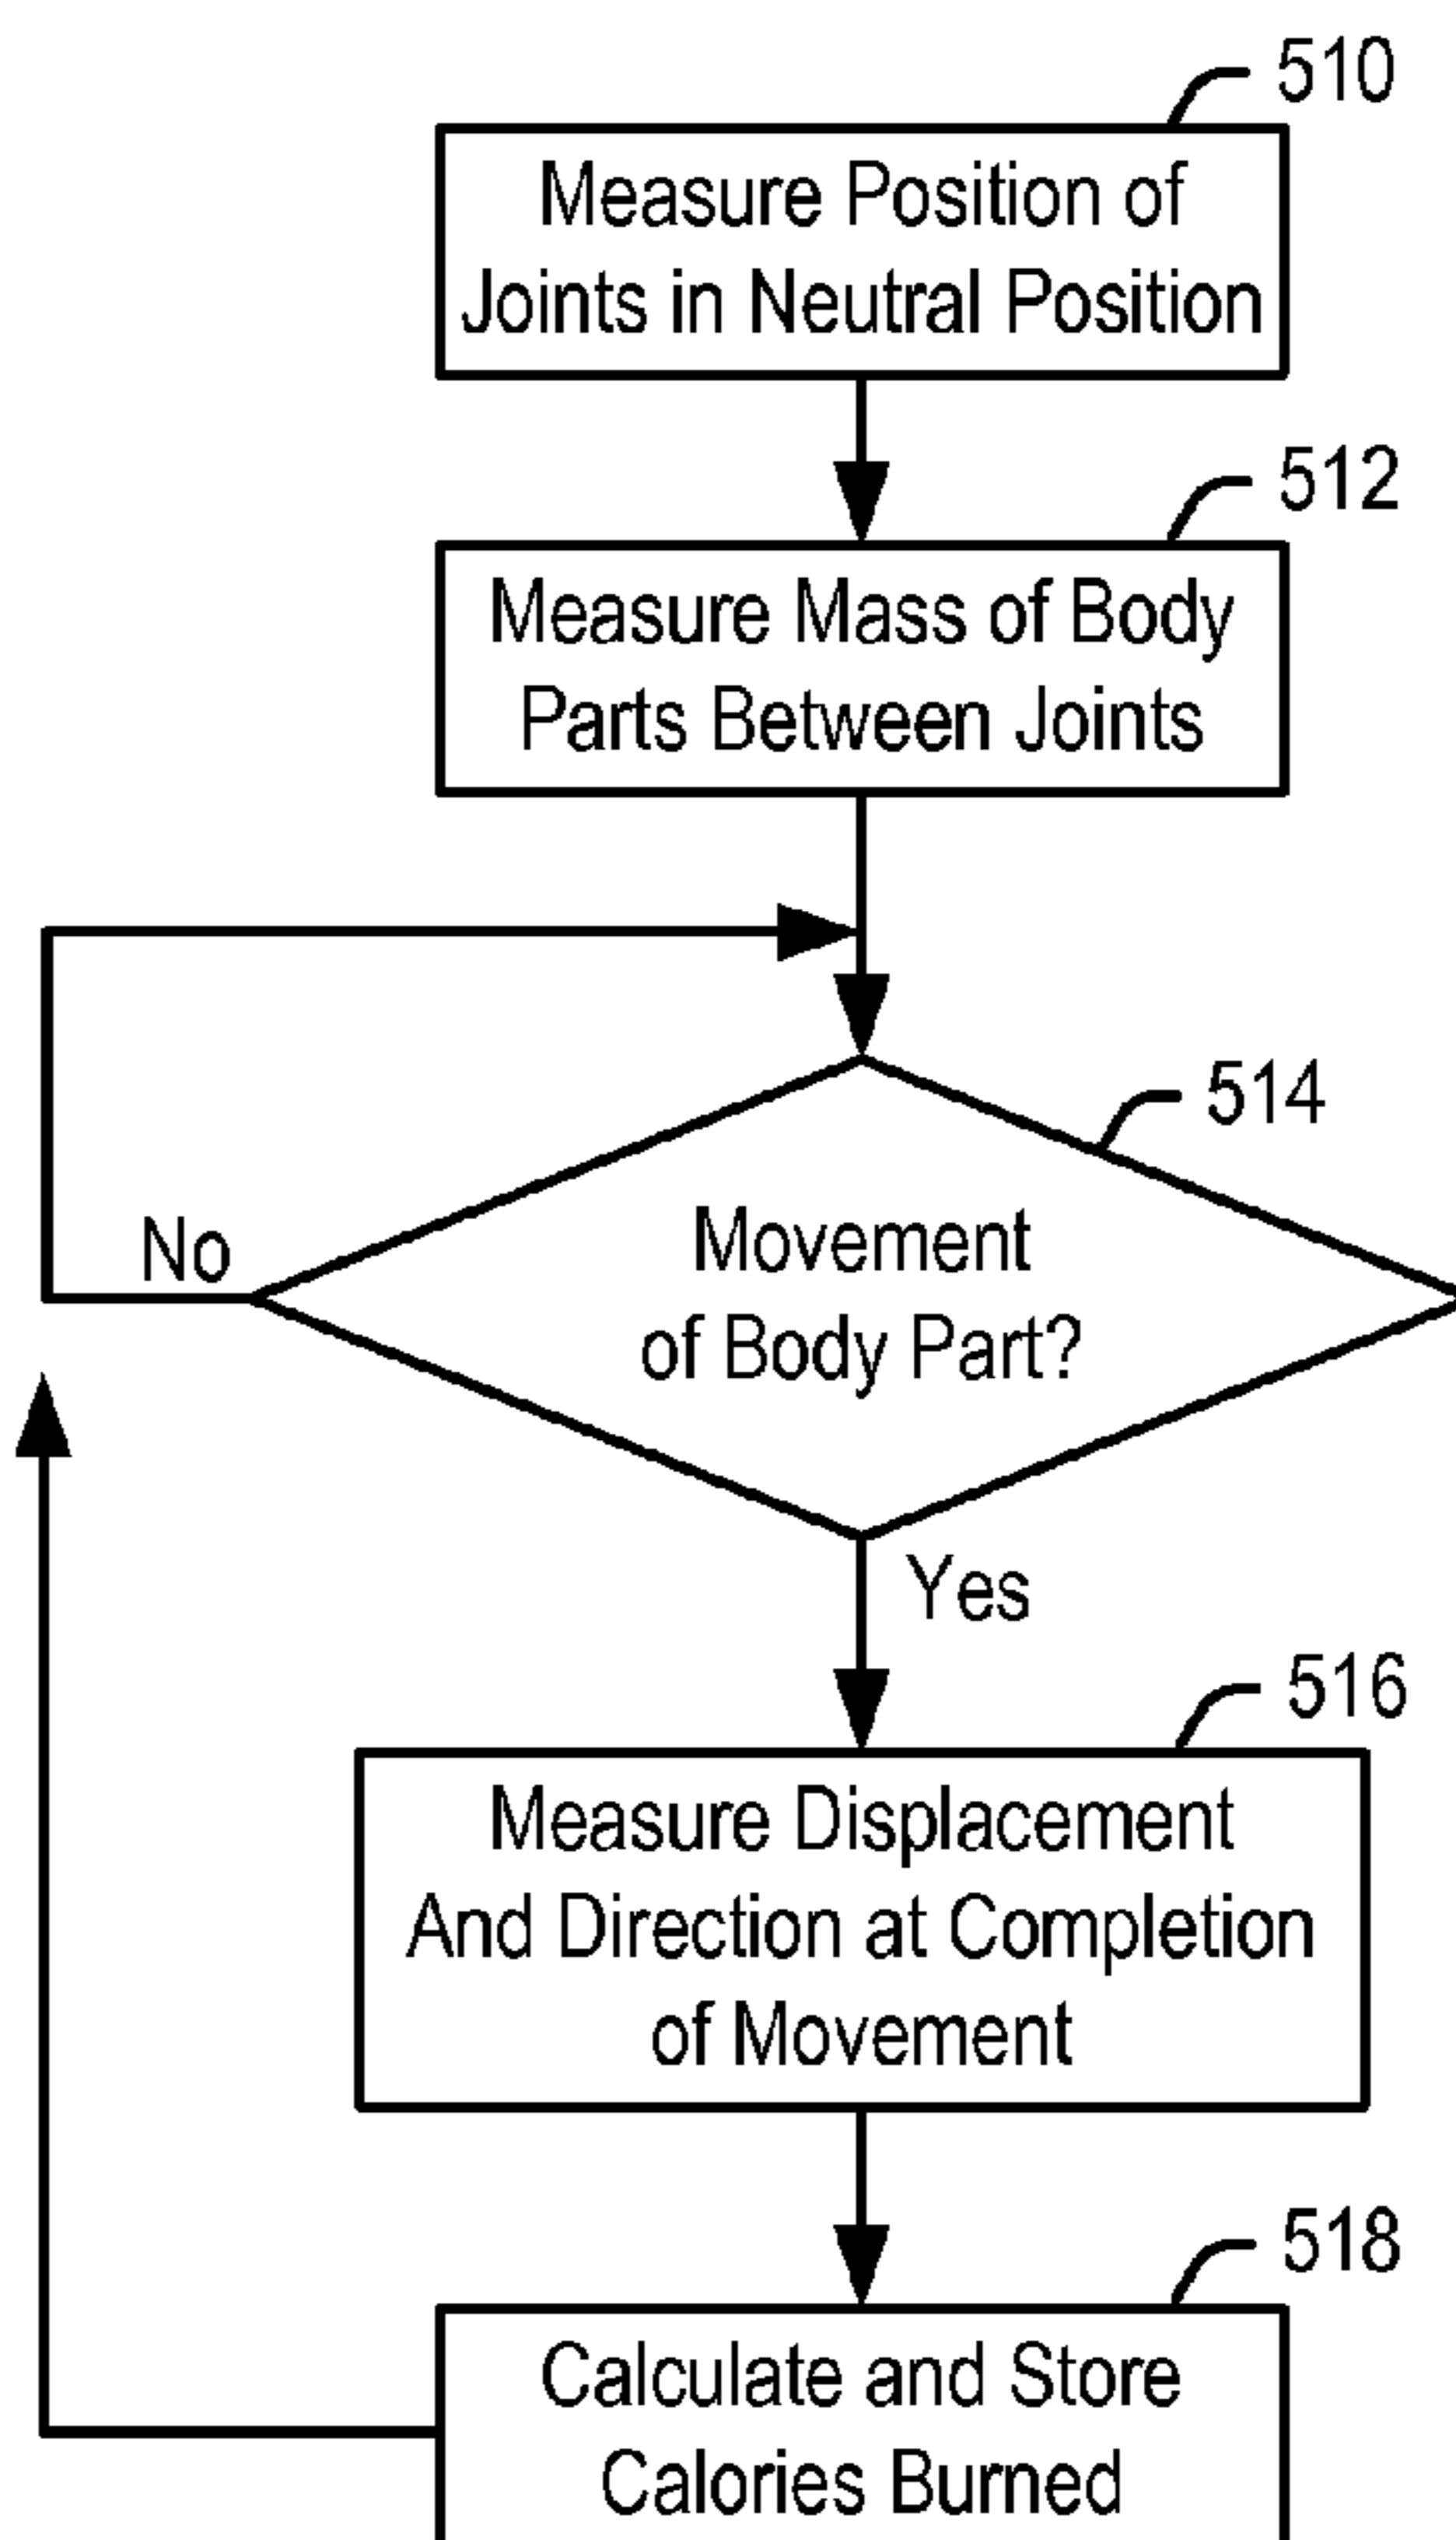 510
Measure Position of
Joints in Neutral Position
512
Measure Mass of Body
Parts Between Joints
514
Movement
of Body Part?
No
Yes
516
Measure Displacement
And Direction at Completion
of Movement
518
Calculate and Store
Calories Burned